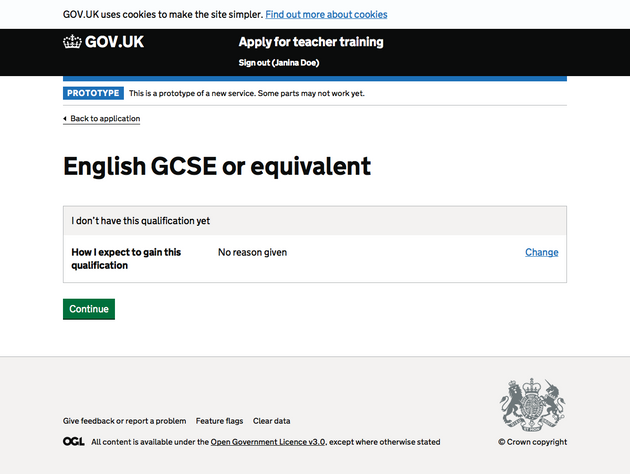 GOV.UK uses cookies to make the site simpler. Find out more about cookies
GOV.UK
Apply for teacher training
Sign out (Janina Doe)
PROTOTYPE This is a prototype of a new service. Some parts may not work yet.
Back to application
English GCSE or equivalent
I don't have this qualification yet
How I expect to gain this
qualification
No reason given
Change
Continue
Give feedback or report a problem Feature flags Clear data
OGL All content is available under the Open Government Licence v3.0, except where otherwise stated
© Crown copyright